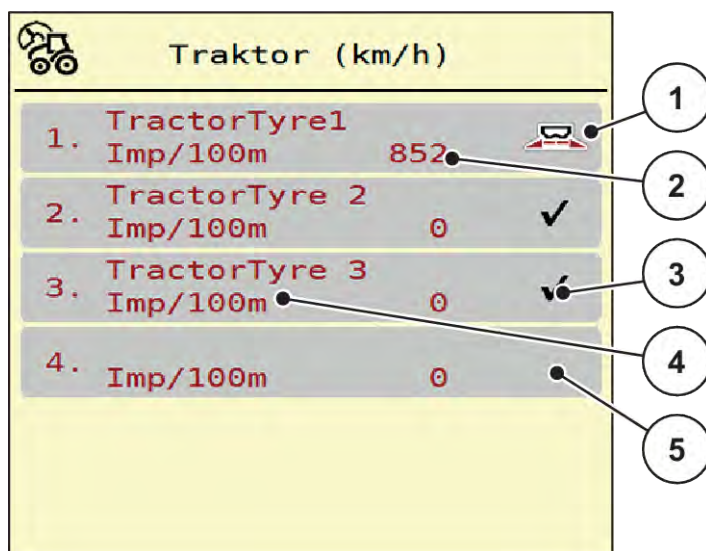 Traktor (km/h)
1. TractorTyre1
Imp/100m 852
2. TractorTyre 2
Imp/100m 0
3. TractorTyre 3
Imp/100m 0
4.
Imp/100m 0
1
2
3
4
5